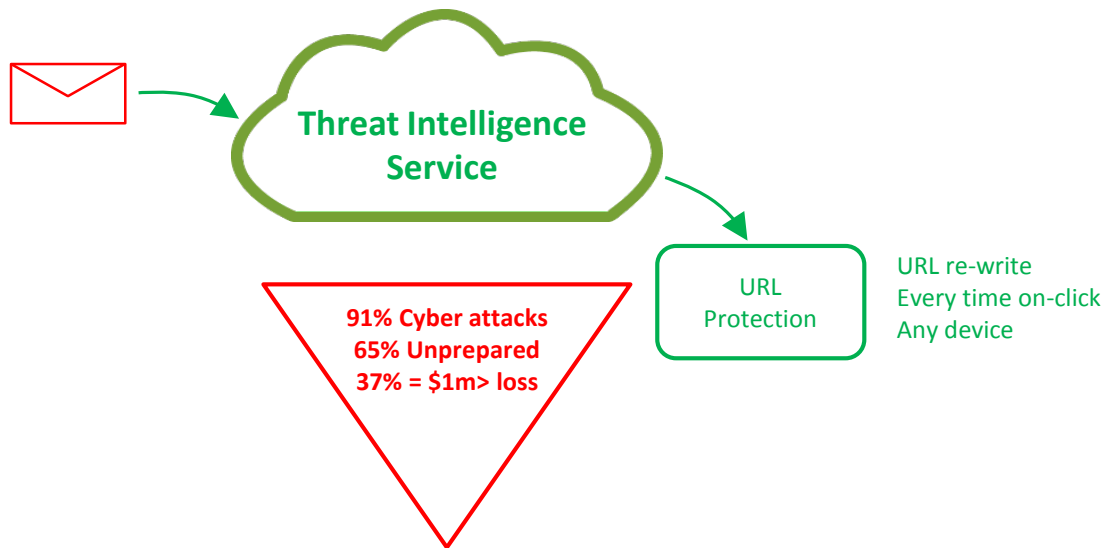 Threat Intelligence
Service
URL
Protection
URL re-write
Every time on-click
Any device
91% Cyber attacks
65% Unprepared
37% = $1m> loss